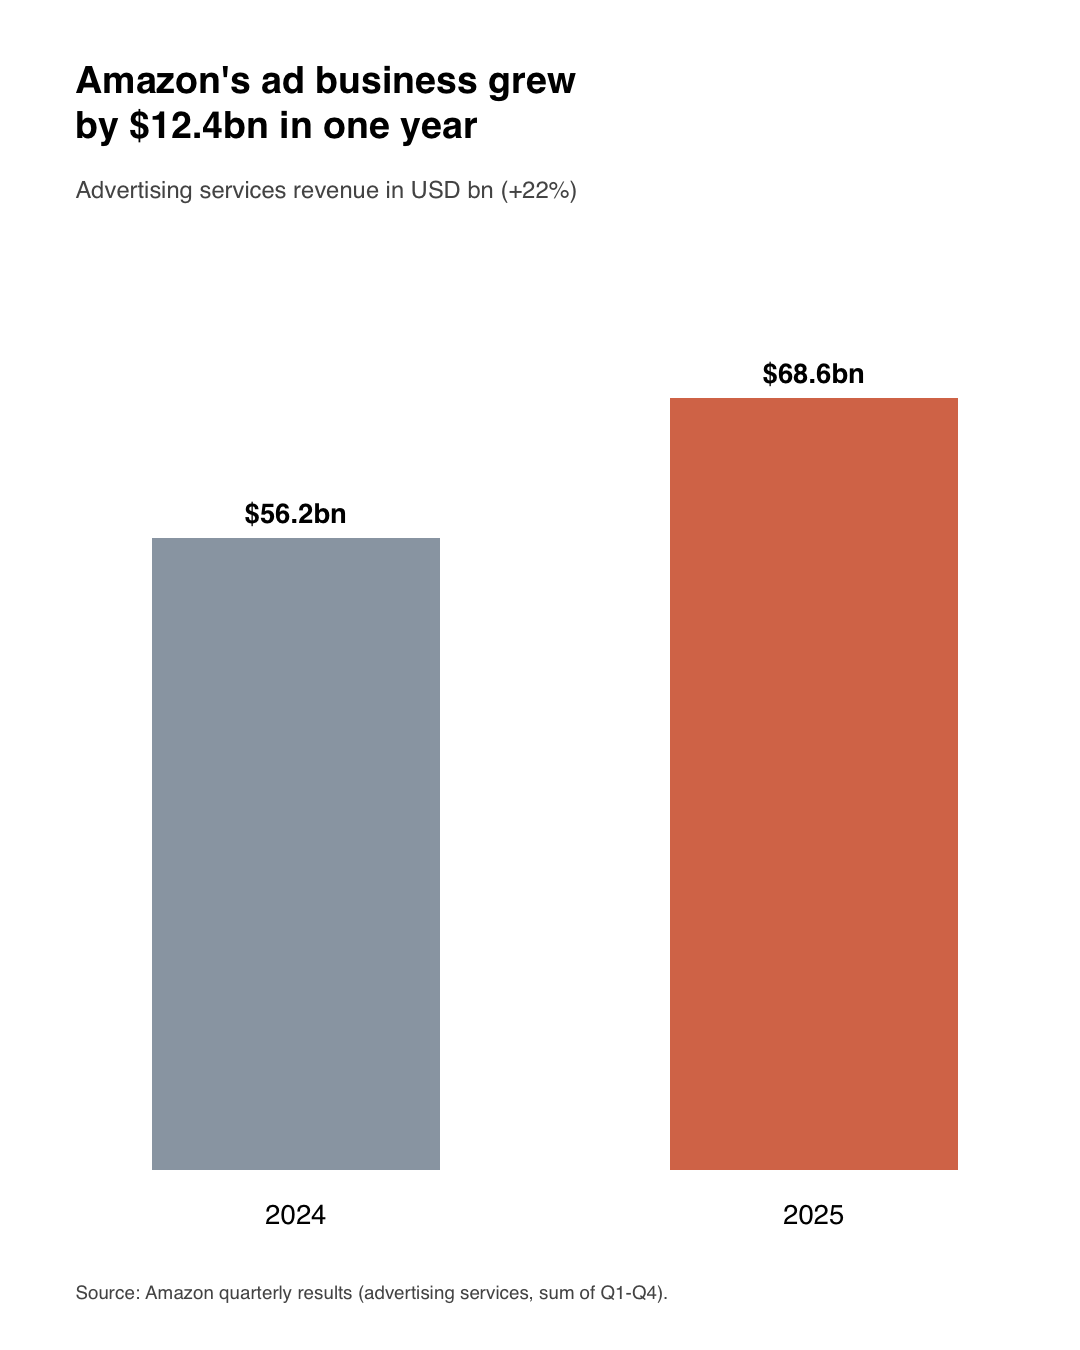 Amazon's ad business grew
by $12.4bn in one year
Advertising services revenue in USD bn (+22%)
$68.6bn
$56.2bn
2024 2025
Source: Amazon quarterly results (advertising services, sum of Q1-Q4).